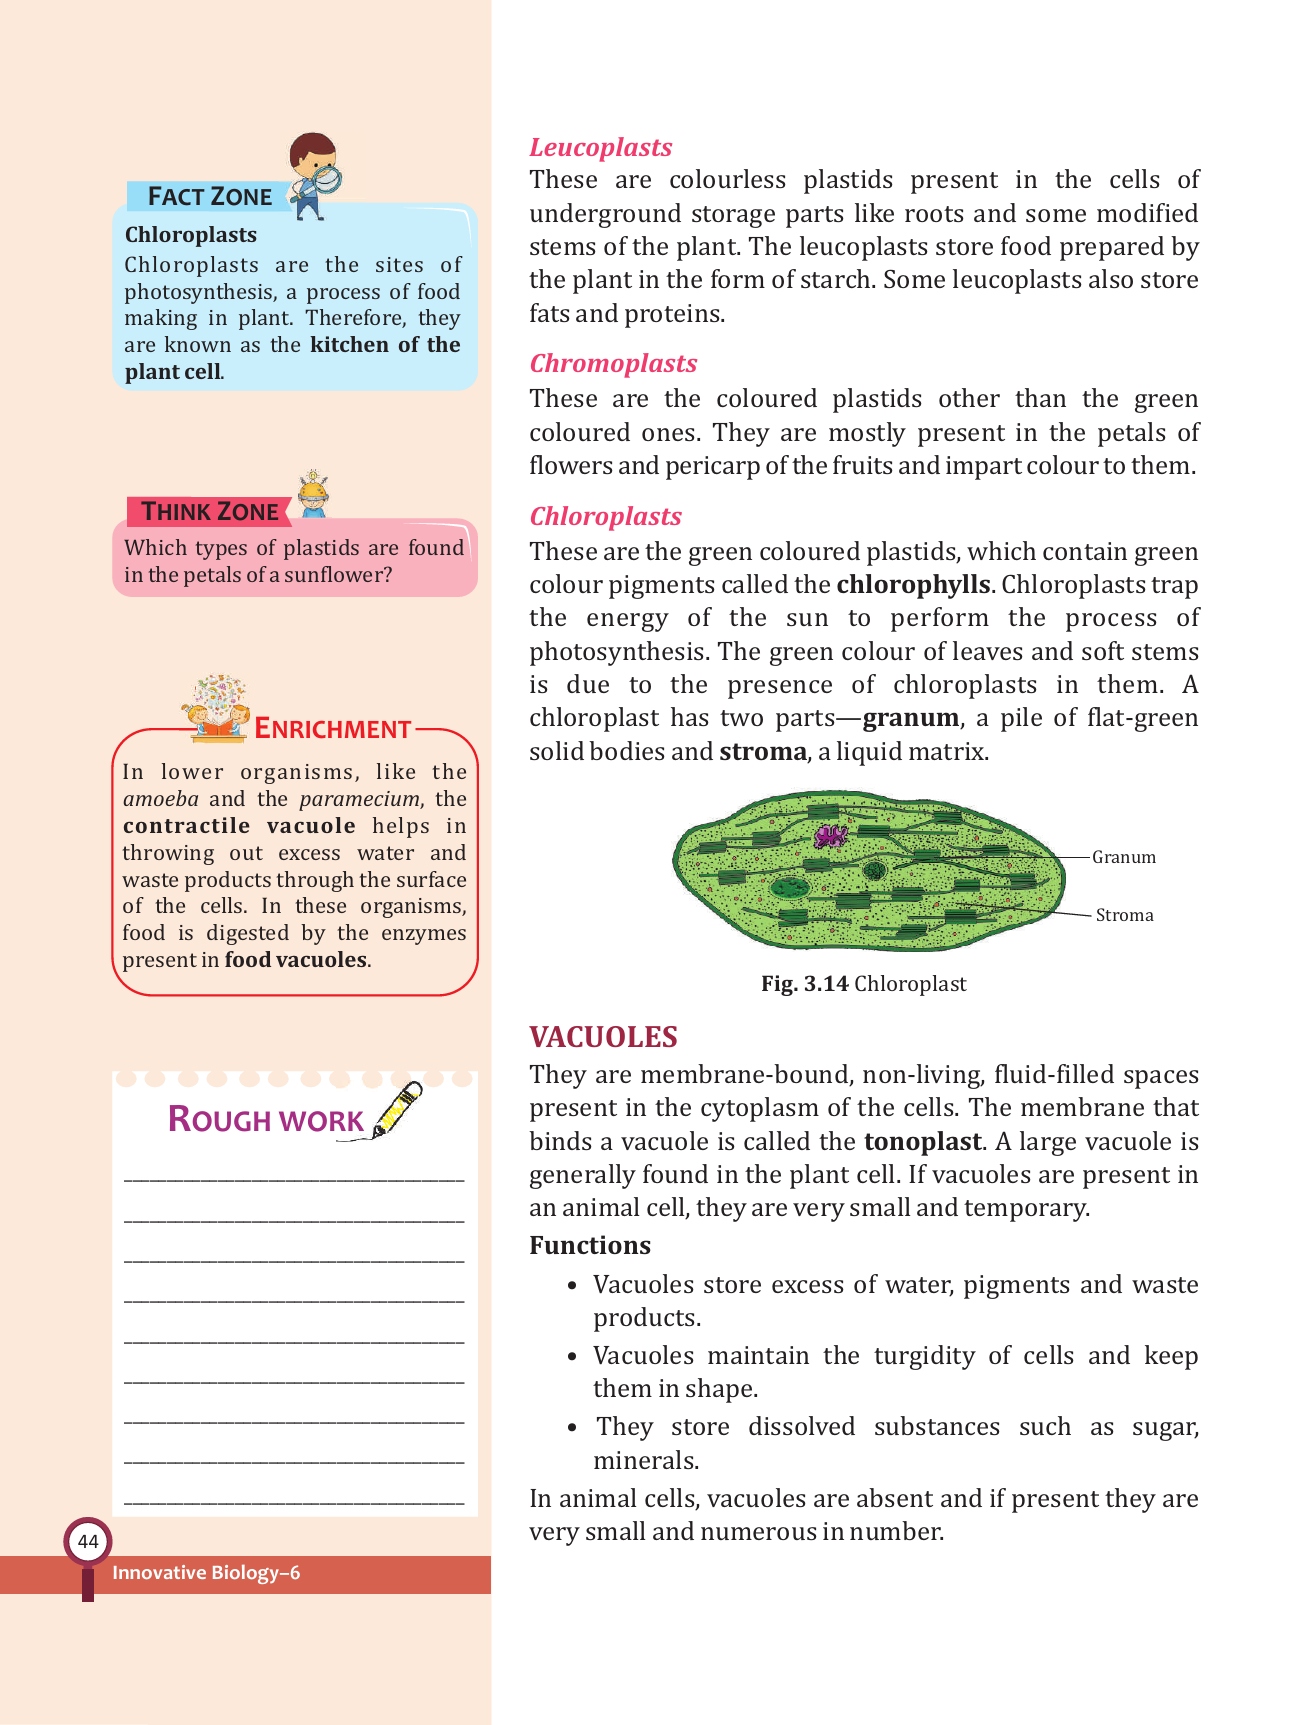 FACT ZONE
Chloroplasts
Chloroplasts are the sites of
photosynthesis, a process of food
making in plant. Therefore, they
are known as the kitchen of the
plant cell.
THINK ZONE
Which types of plastids are found
in the petals of a sunflower?
ENRICHMENT
In lower organisms, like the
amoeba and the paramecium, the
contractile vacuole helps in
throwing out excess water and
waste products through the surface
of the cells. In these organisms,
food is digested by the enzymes
present in food vacuoles.
ROUGH WORK
44
Innovative Biology–6
Leucoplasts
These are colourless plastids present in the cells of
underground storage parts like roots and some modified
stems of the plant. The leucoplasts store food prepared by
the plant in the form of starch. Some leucoplasts also store
fats and proteins.
Chromoplasts
These are the coloured plastids other than the green
coloured ones. They are mostly present in the petals of
flowers and pericarp of the fruits and impart colour to them.
Chloroplasts
These are the green coloured plastids, which contain green
colour pigments called the chlorophylls. Chloroplasts trap
the energy of the sun to perform the process of
photosynthesis. The green colour of leaves and soft stems
is due to the presence of chloroplasts in them. A
chloroplast has two parts—granum, a pile of flat-green
solid bodies and stroma, a liquid matrix.
Granum
Stroma
Fig. 3.14 Chloroplast
VACUOLES
They are membrane-bound, non-living, fluid-filled spaces
present in the cytoplasm of the cells. The membrane that
binds a vacuole is called the tonoplast. A large vacuole is
generally found in the plant cell. If vacuoles are present in
an animal cell, they are very small and temporary.
Functions
• Vacuoles store excess of water, pigments and waste
products.
• Vacuoles maintain the turgidity of cells and keep
them in shape.
• They store dissolved substances such as sugar,
minerals.
In animal cells, vacuoles are absent and if present they are
very small and numerous in number.